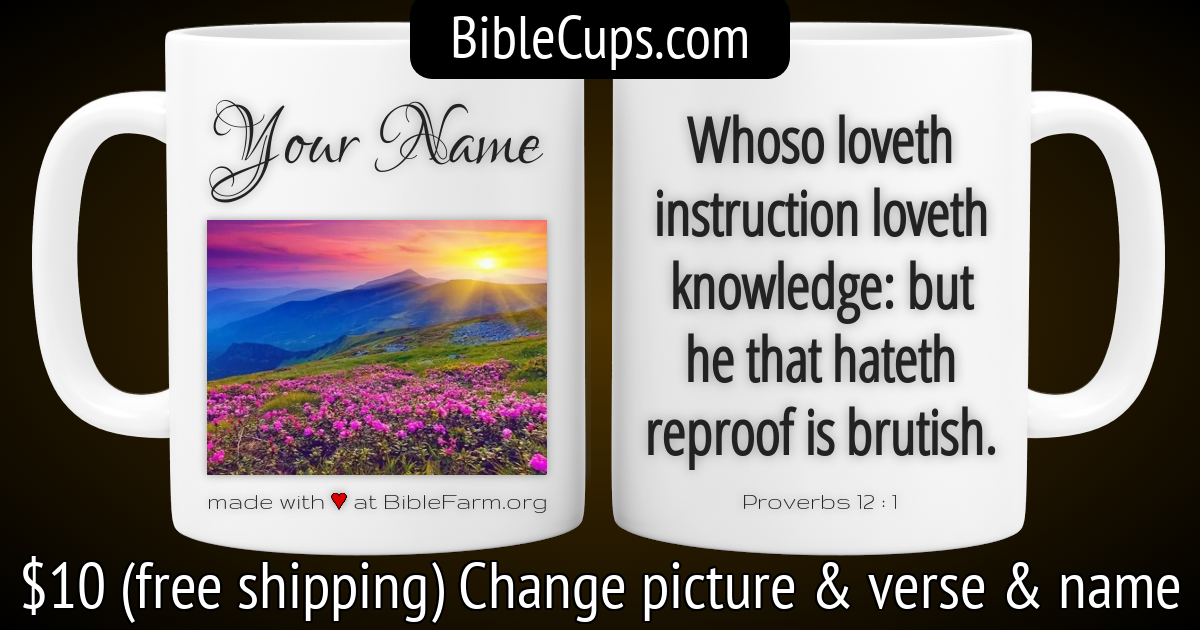 BibleCups.com
Your Name
made with ♥ at BibleFarm.org
Whoso loveth
instruction loveth
knowledge: but
he that hateth
reproof is brutish.
Proverbs 12 : 1
$10 (free shipping) Change picture & verse & name